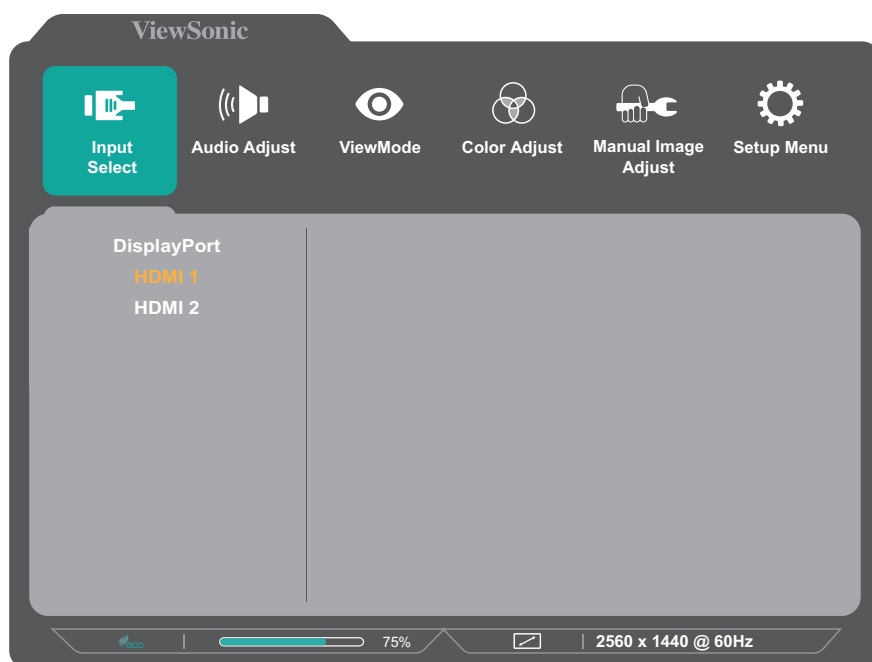 ViewSonic
Input Select
Audio Adjust
ViewMode
Color Adjust
Manual Image Adjust
Setup Menu
DisplayPort
HDMI 1
HDMI 2
eco
75%
2560 x 1440 @ 60Hz